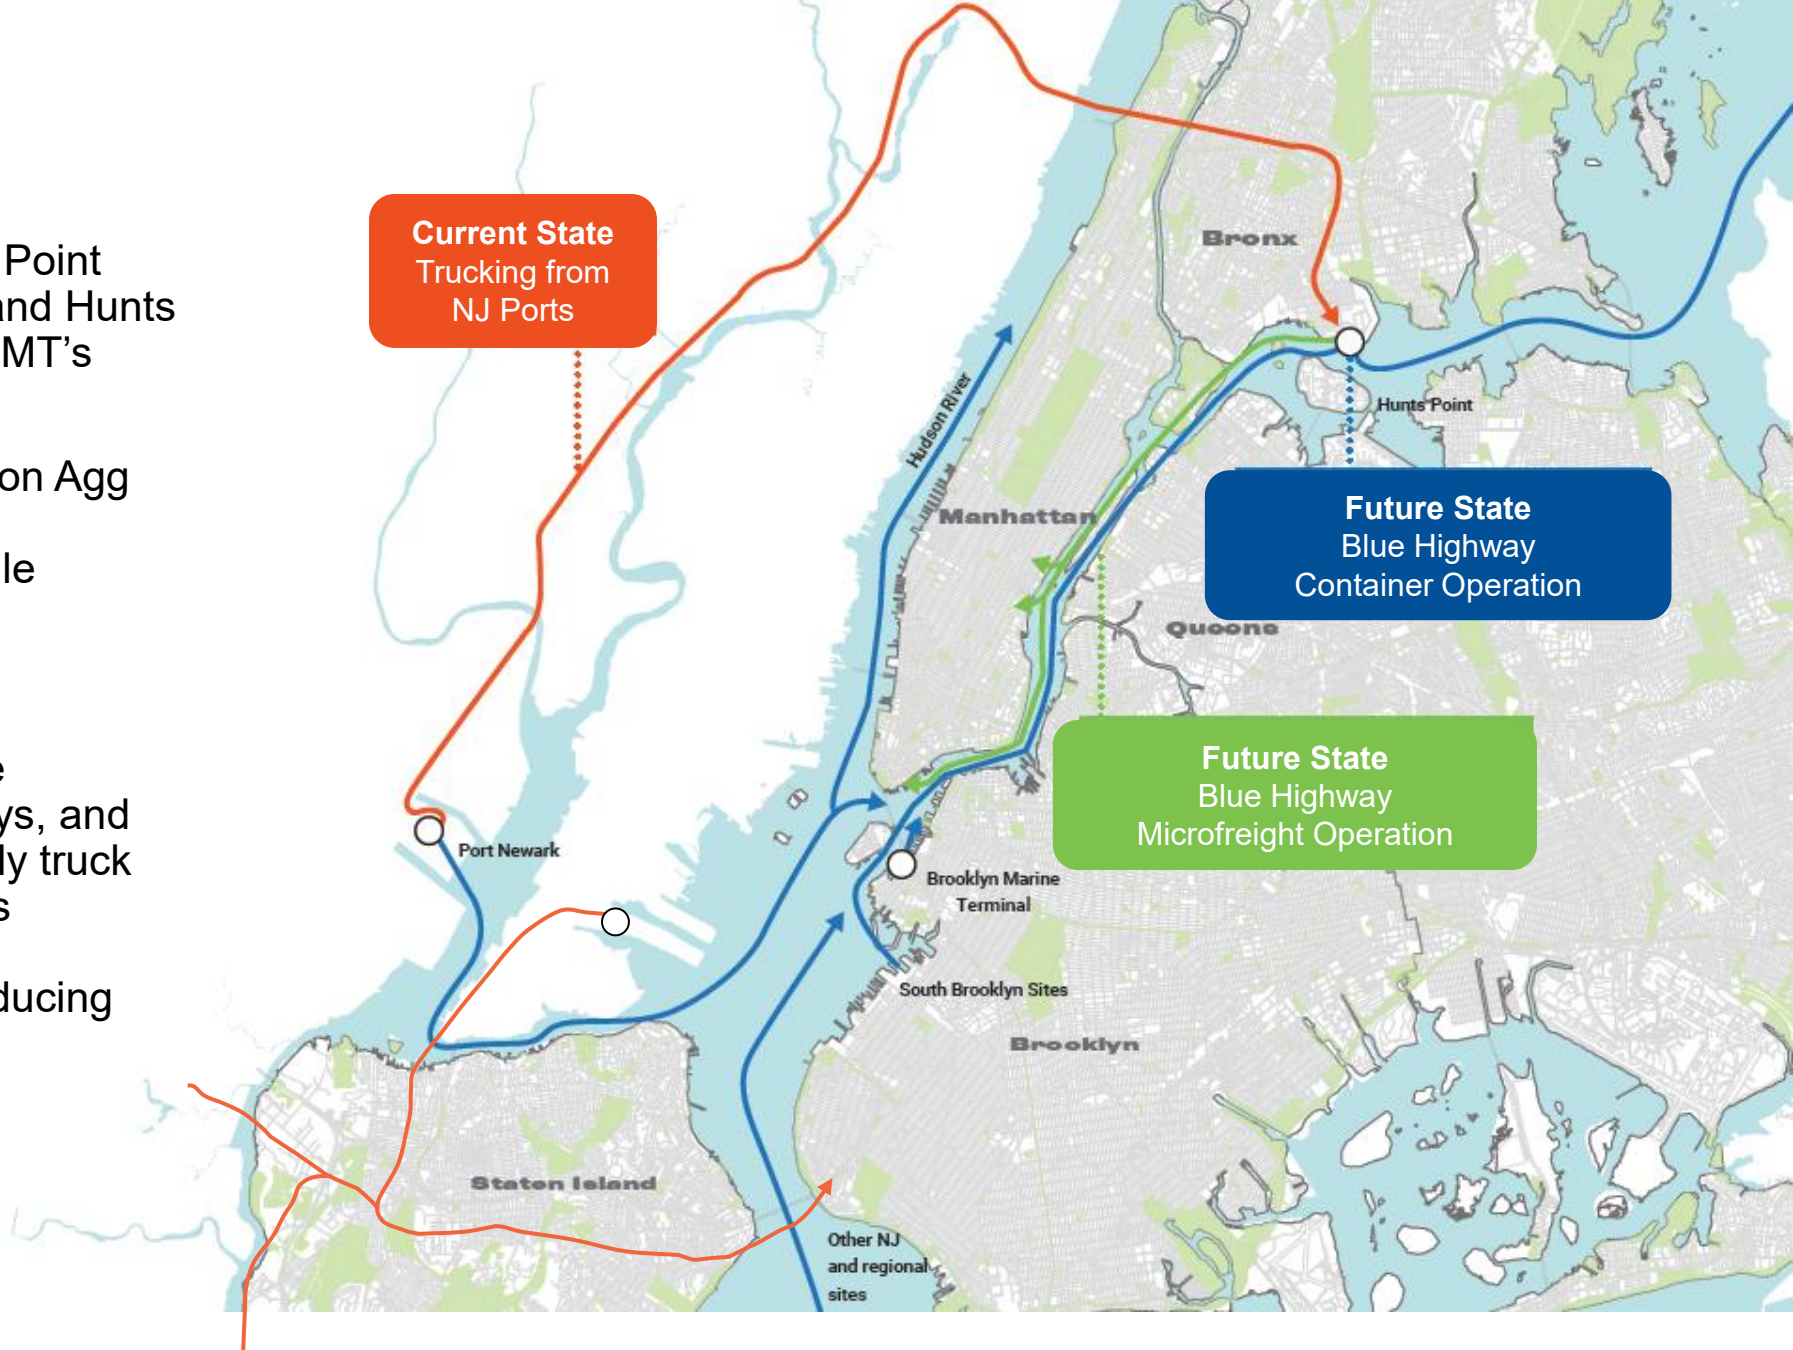 Point
and Hunts
MT’s
on Agg
le
e
ys, and
ly truck
s
ducing
Current State
Trucking from
NJ Ports
Bronx
Hudson River
Hunts Point
Manhattan
Future State
Blue Highway
Container Operation
Queens
Future State
Blue Highway
Microfreight Operation
Port Newark
Brooklyn Marine
Terminal
South Brooklyn Sites
Brooklyn
Staten Island
Other NJ
and regional
sites